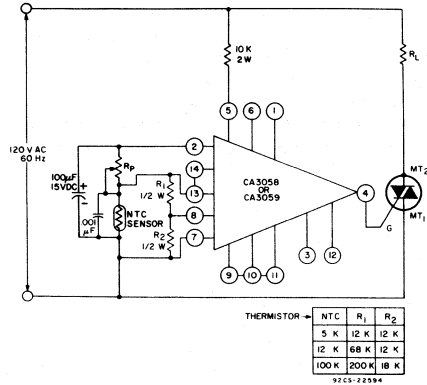 10 K
2 W
R_L
5
6
1
120 V AC
60 Hz
100μF
15VDC
+
-
R_P
2
14
13
8
7
R_1
1/2 W
R_2
1/2 W
.001
μF
NTC
SENSOR
CA3058
OR
CA3059
4
MT_2
MT_1
G
3
12
9
10
11
THERMISTOR
NTC R_1 R_2
5 K 12 K 12 K
12 K 68 K 12 K
100K 200K 18 K
92CS-22594